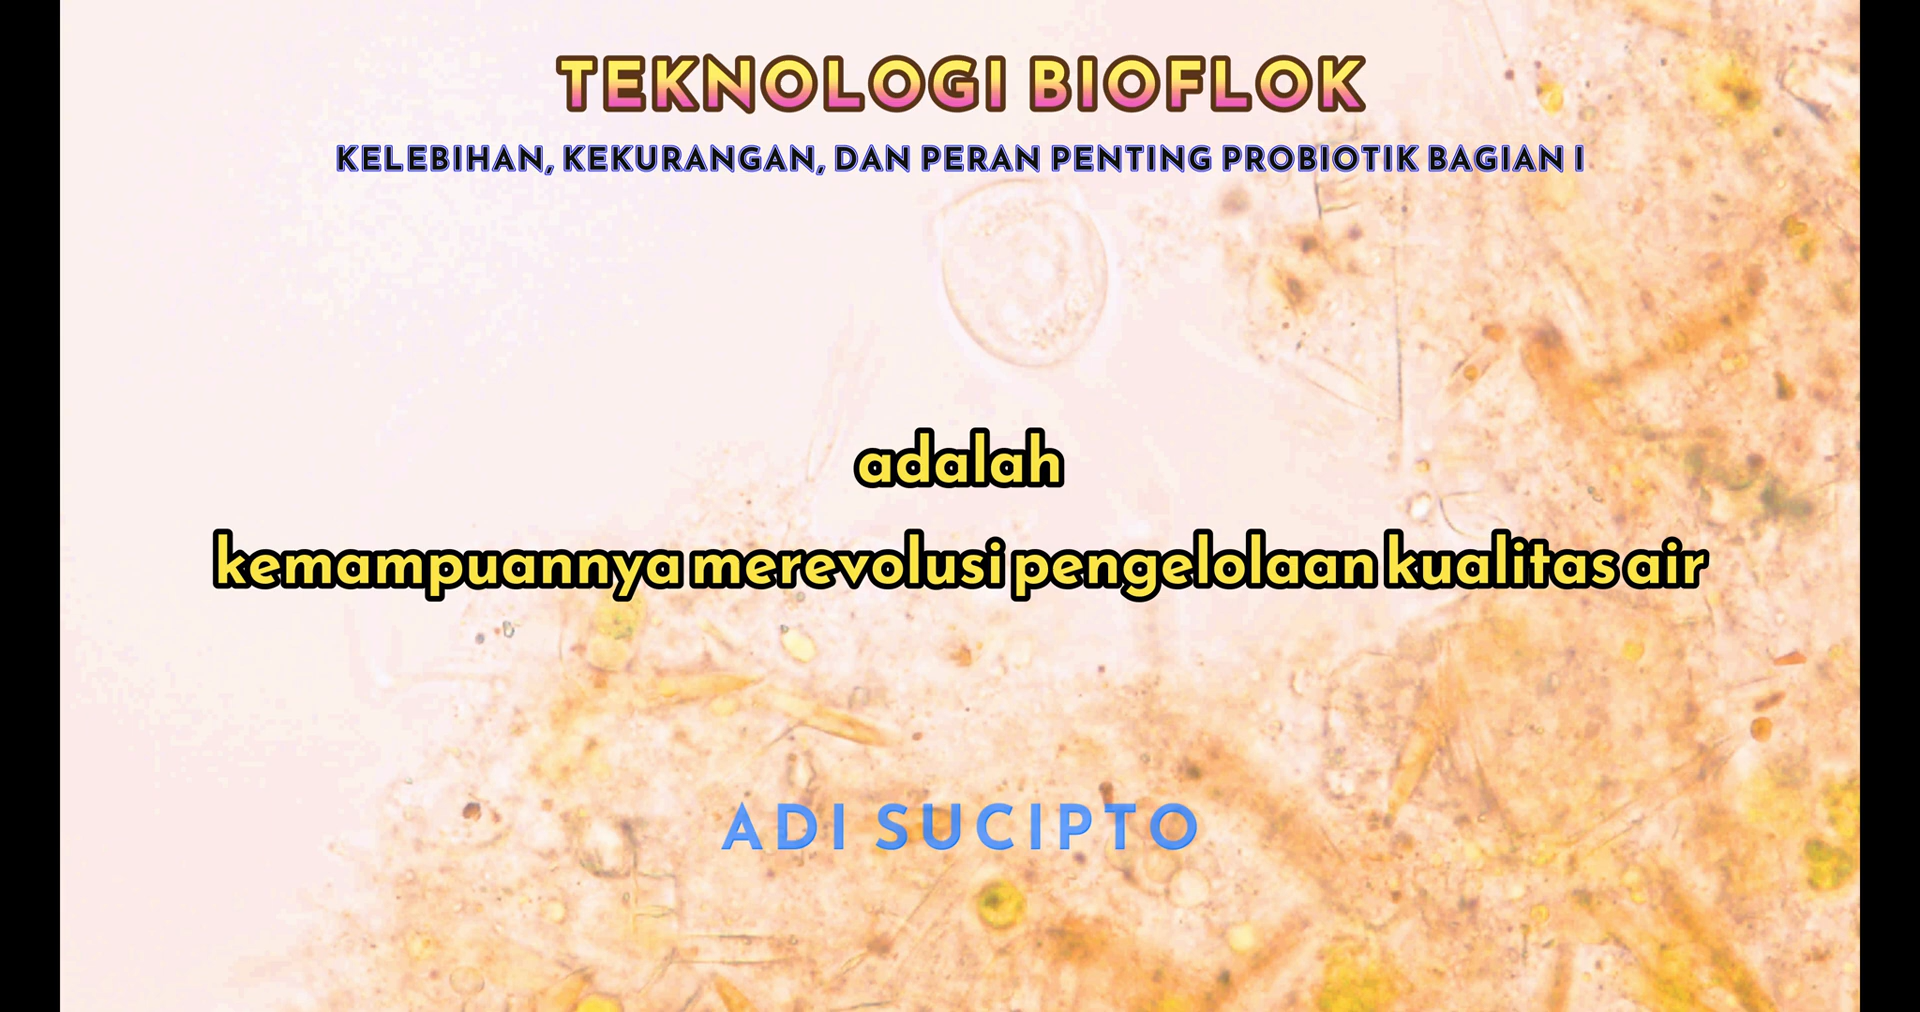 TEKNOLOGI BIOFLOK
KELEBIHAN, KEKURANGAN, DAN PERAN PENTING PROBIOTIK BAGIAN I
adalah
kemampuannya merevolusi pengelolaan kualitas air
ADI SUCIPTO